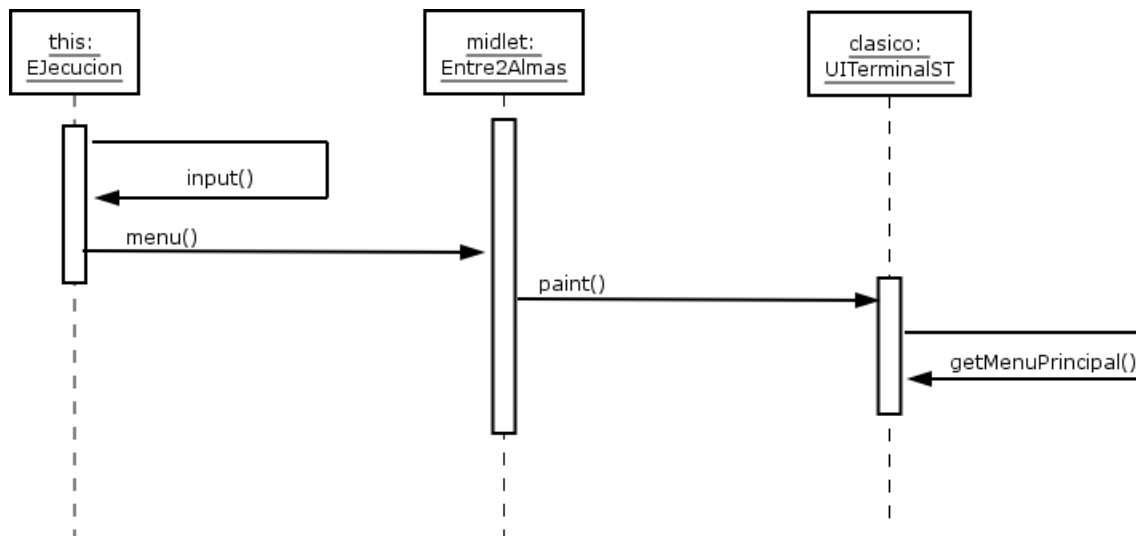 this:
EJecucion
midlet:
Entre2Almas
clasico:
UITerminalST
input()
menu()
paint()
getMenuPrincipal()